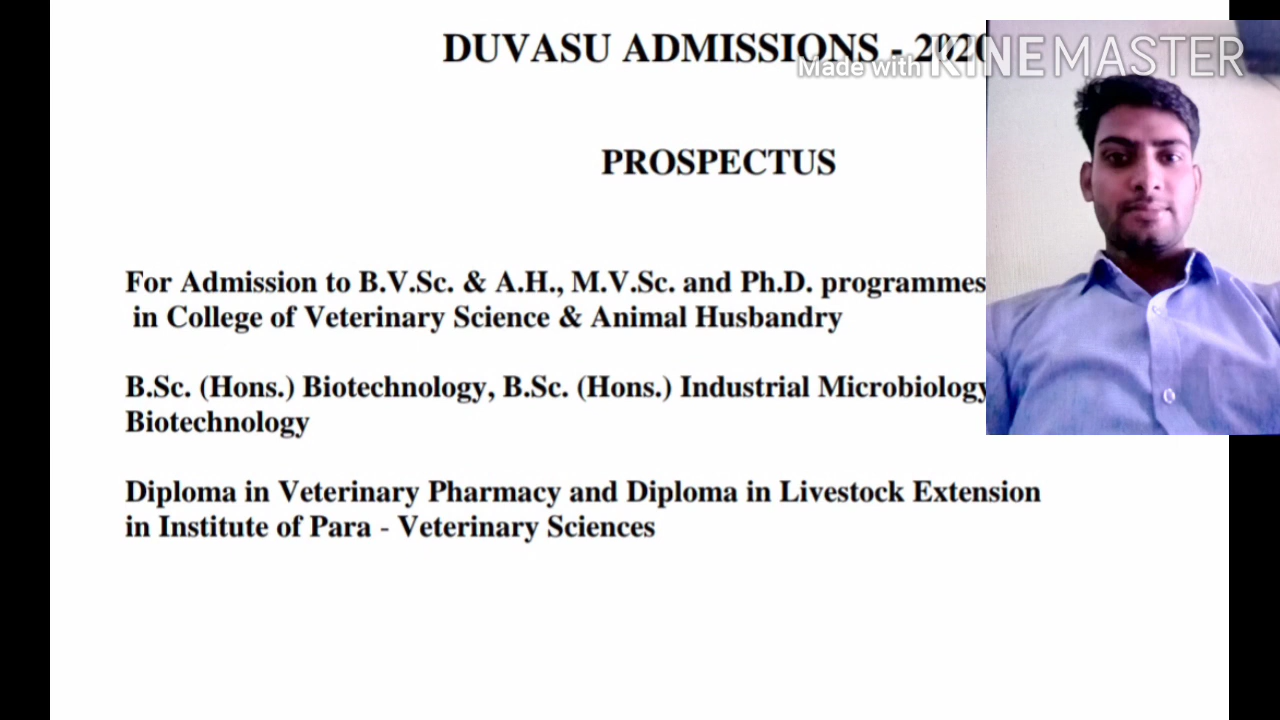 DUVASU ADMISSIONS - 2020
Made with KINEMASTER
PROSPECTUS
For Admission to B.V.Sc. & A.H., M.V.Sc. and Ph.D. programmes
in College of Veterinary Science & Animal Husbandry
B.Sc. (Hons.) Biotechnology, B.Sc. (Hons.) Industrial Microbiology
Biotechnology
Diploma in Veterinary Pharmacy and Diploma in Livestock Extension
in Institute of Para - Veterinary Sciences